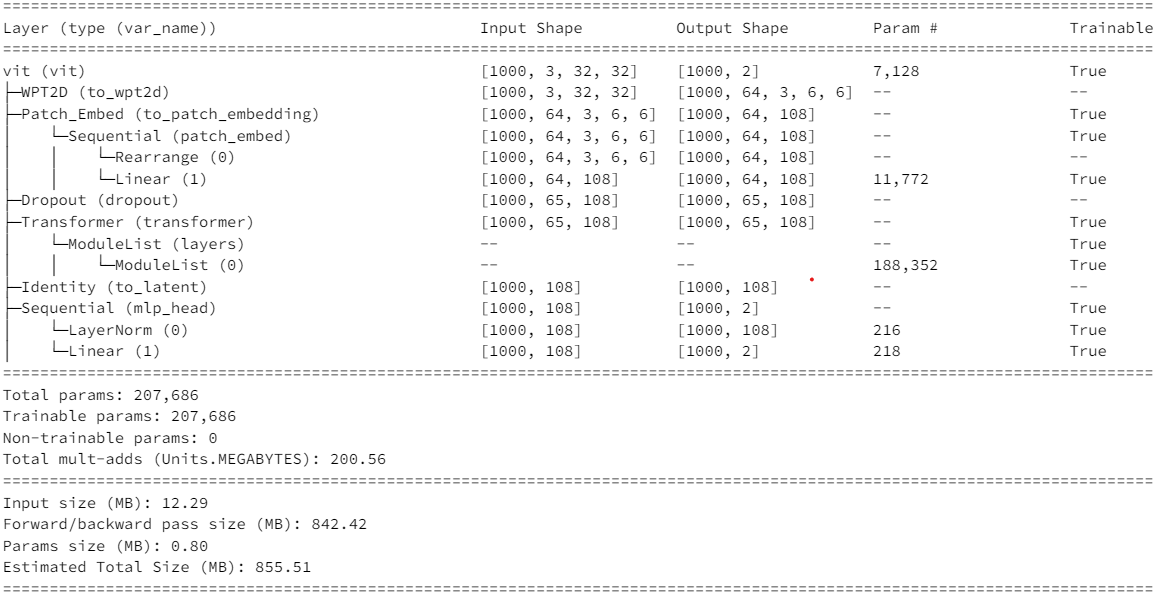 ==========================================================================================================================================================
Layer (type (var_name))                            Input Shape          Output Shape         Param #              Trainable
==========================================================================================================================================================
vit (vit)                                          [1000, 3, 32, 32]    [1000, 2]            7,128                True
├─WPT2D (to_wpt2d)                                 [1000, 3, 32, 32]    [1000, 64, 3, 6, 6]  --                   --
├─Patch_Embed (to_patch_embedding)                 [1000, 64, 3, 6, 6]  [1000, 64, 108]      --                   True
│    └─Sequential (patch_embed)                    [1000, 64, 3, 6, 6]  [1000, 64, 108]      --                   True
│    │    └─Rearrange (0)                          [1000, 64, 3, 6, 6]  [1000, 64, 108]      --                   --
│    │    └─Linear (1)                             [1000, 64, 108]      [1000, 64, 108]      11,772               True
├─Dropout (dropout)                                [1000, 65, 108]      [1000, 65, 108]      --                   --
├─Transformer (transformer)                        [1000, 65, 108]      [1000, 65, 108]      --                   True
│    └─ModuleList (layers)                         --                   --                   --                   True
│    │    └─ModuleList (0)                         --                   --                   188,352              True
├─Identity (to_latent)                             [1000, 108]          [1000, 108]          --                   --
├─Sequential (mlp_head)                            [1000, 108]          [1000, 2]            --                   True
│    └─LayerNorm (0)                               [1000, 108]          [1000, 108]          216                  True
│    └─Linear (1)                                  [1000, 108]          [1000, 2]            218                  True
==========================================================================================================================================================
Total params: 207,686
Trainable params: 207,686
Non-trainable params: 0
Total mult-adds (Units.MEGABYTES): 200.56
==========================================================================================================================================================
Input size (MB): 12.29
Forward/backward pass size (MB): 842.42
Params size (MB): 0.80
Estimated Total Size (MB): 855.51
==========================================================================================================================================================